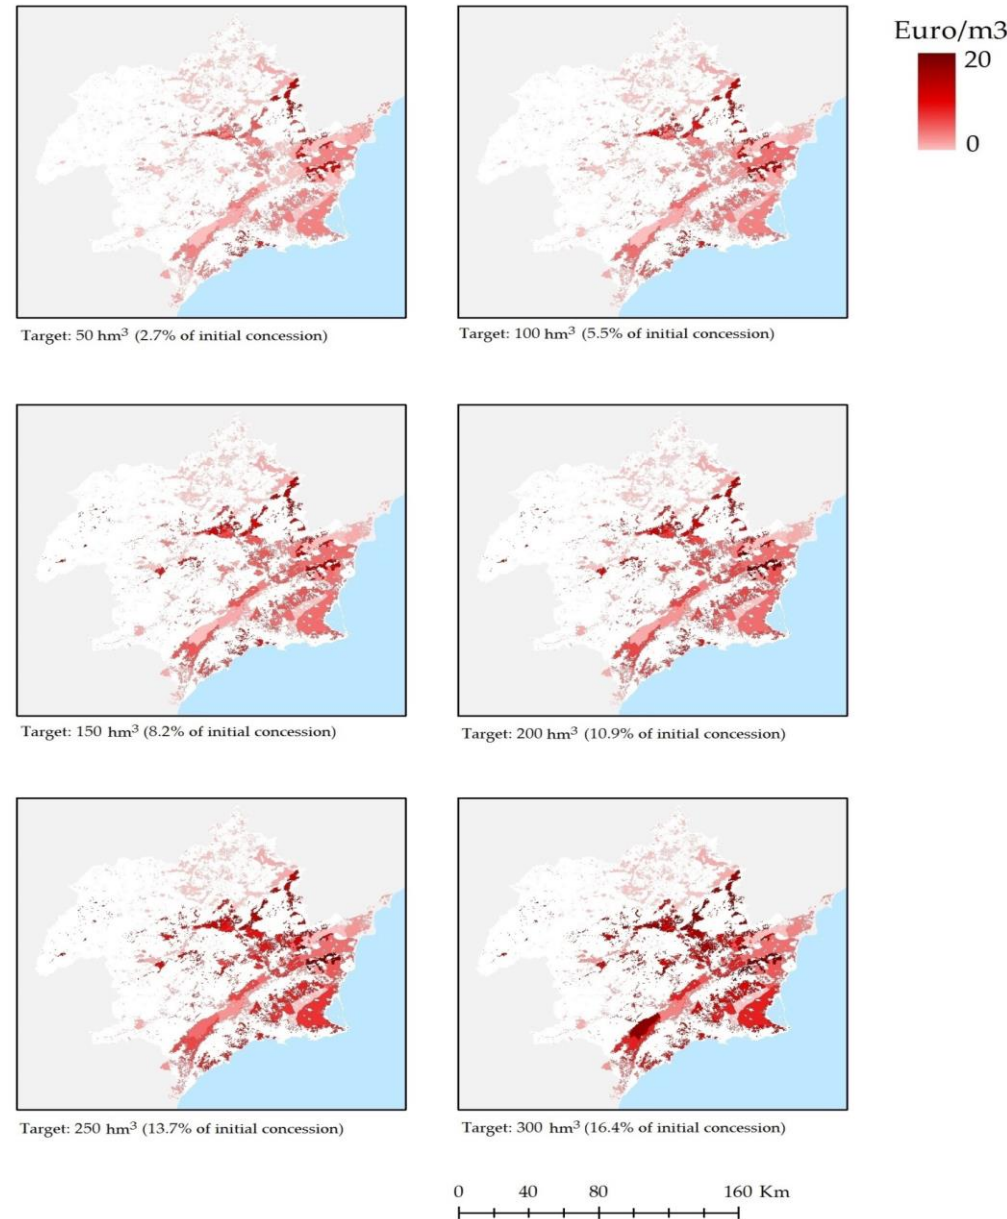 Euro/m3
20
0
Target: 50 hm³ (2.7% of initial concession)
Target: 100 hm³ (5.5% of initial concession)
Target: 150 hm³ (8.2% of initial concession)
Target: 200 hm³ (10.9% of initial concession)
Target: 250 hm³ (13.7% of initial concession)
Target: 300 hm³ (16.4% of initial concession)
0 40 80 160 Km